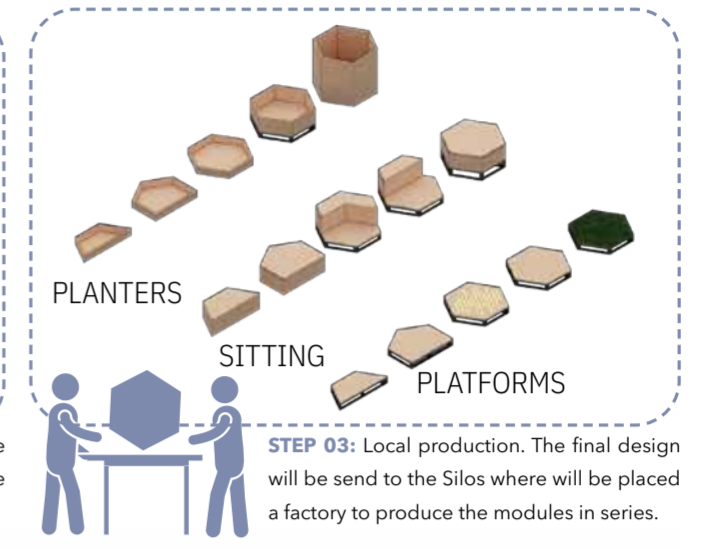 PLANTERS
SITTING
PLATFORMS
e
e
STEP 03: Local production. The final design
will be send to the Silos where will be placed
a factory to produce the modules in series.